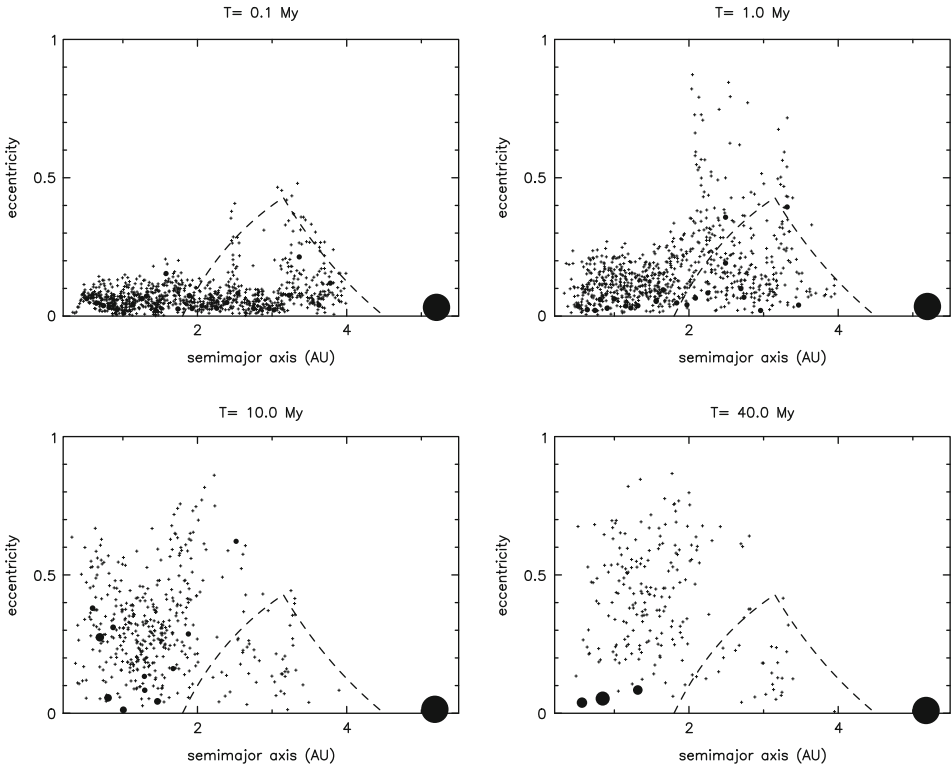 T= 0.1 My
T= 1.0 My
1
0.5
0
2
4
eccentricity
semimajor axis (AU)
1
0.5
0
2
4
eccentricity
semimajor axis (AU)
T= 10.0 My
T= 40.0 My
1
0.5
0
2
4
eccentricity
semimajor axis (AU)
1
0.5
0
2
4
eccentricity
semimajor axis (AU)